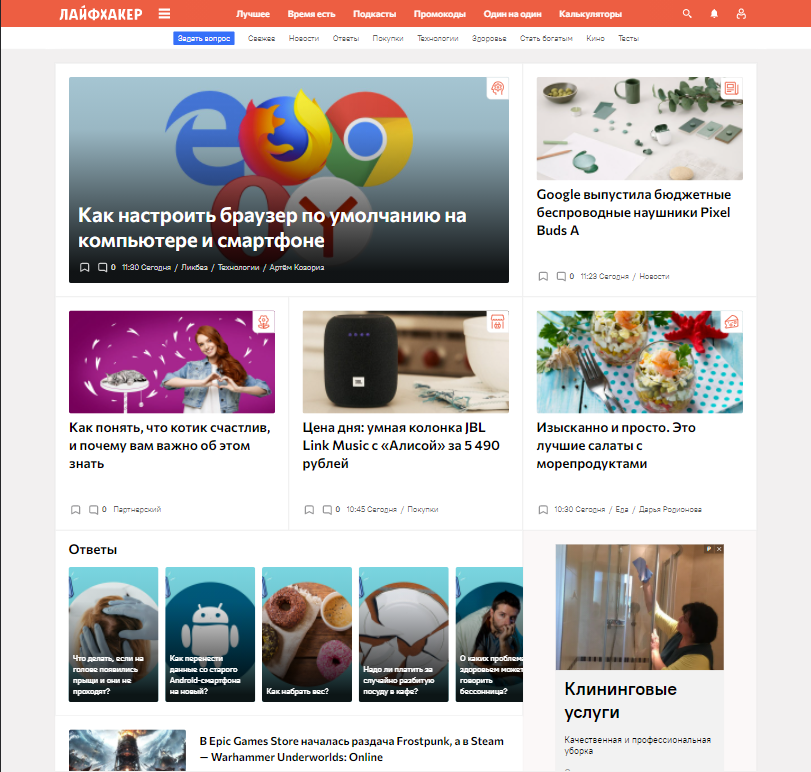 ЛАЙФХАКЕР
Лучшее Время есть Подкасты Промокоды Один на один Калькуляторы
Задать вопрос Свежее Новости Ответы Покупки Технологии Здоровье Стать богатым Кино Тесты
Как настроить браузер по умолчанию на
компьютере и смартфоне
0 11:30 Сегодня / Ликбез / Технологии / Артём Козориз
Google выпустила бюджетные
беспроводные наушники Pixel
Buds A
0 11:23 Сегодня / Новости
Как понять, что котик счастлив,
и почему вам важно об этом
знать
0 Партнерский
JBL
Цена дня: умная колонка JBL
Link Music с «Алисой» за 5 490
рублей
0 10:45 Сегодня / Покупки
Изысканно и просто. Это
лучшие салаты с
морепродуктами
10:30 Сегодня / Еда / Дарья Родионова
Ответы
Что делать, если на
голове появились
прыщи и они не
проходят?
Как перенести
данные со старого
Android-смартфона
на новый?
Как набрать вес?
Надо ли платить за
случайно разбитую
посуду в кафе?
О каких проблема
здоровьем может
говорить
бессонница?
Клининговые
услуги
Качественная и профессиональная
уборка
В Epic Games Store началась раздача Frostpunk, а в Steam
— Warhammer Underworlds: Online